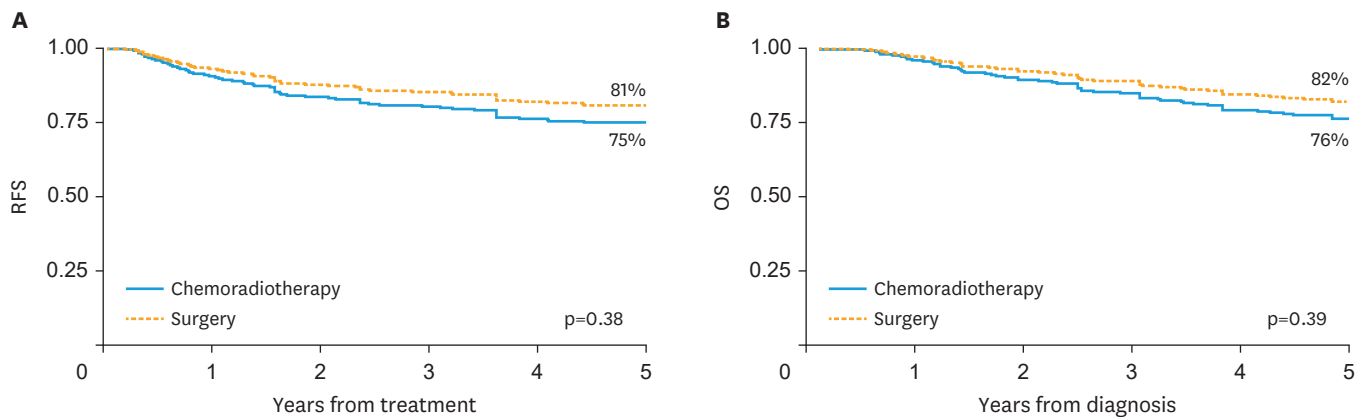 A
1.00
0.75
0.50
0.25
RFS
81%
75%
Chemoradiotherapy
Surgery
p=0.38
0 1 2 3 4 5
Years from treatment
B
1.00
0.75
0.50
0.25
OS
82%
76%
Chemoradiotherapy
Surgery
p=0.39
0 1 2 3 4 5
Years from diagnosis